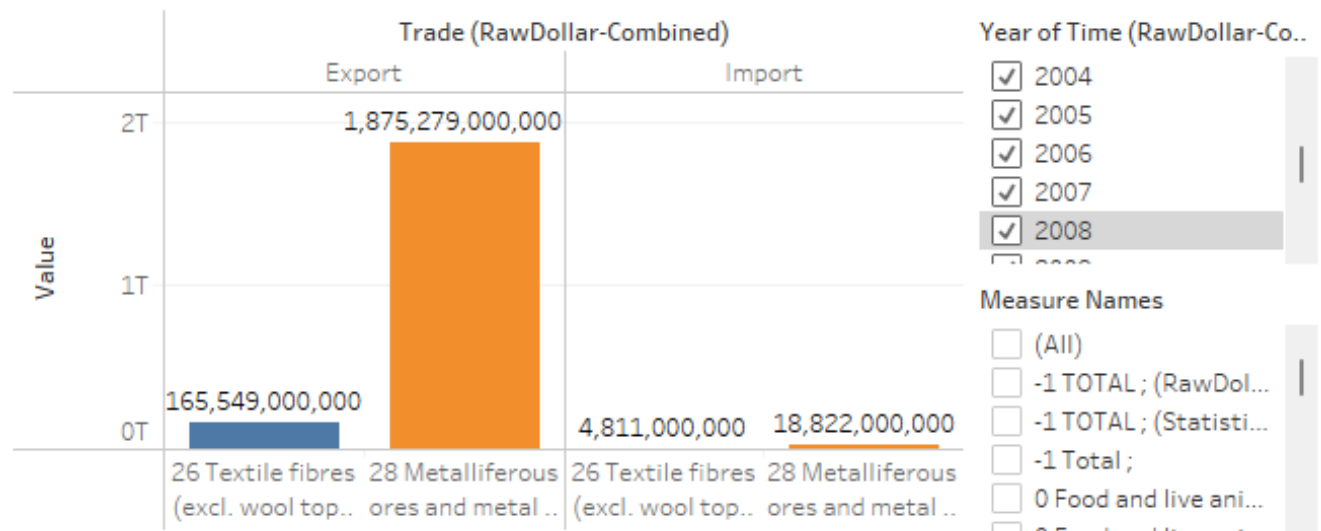 Trade (RawDollar-Combined)
Export
Import
Value
2T
1T
0T
1,875,279,000,000
165,549,000,000
4,811,000,000
18,822,000,000
26 Textile fibres
(excl. wool top..
28 Metalliferous
ores and metal ..
26 Textile fibres
(excl. wool top..
28 Metalliferous
ores and metal ..
Year of Time (RawDollar-Co..
2004
2005
2006
2007
2008
Measure Names
(All)
-1 TOTAL ; (RawDol...
-1 TOTAL ; (Statisti...
-1 Total ;
0 Food and live ani...